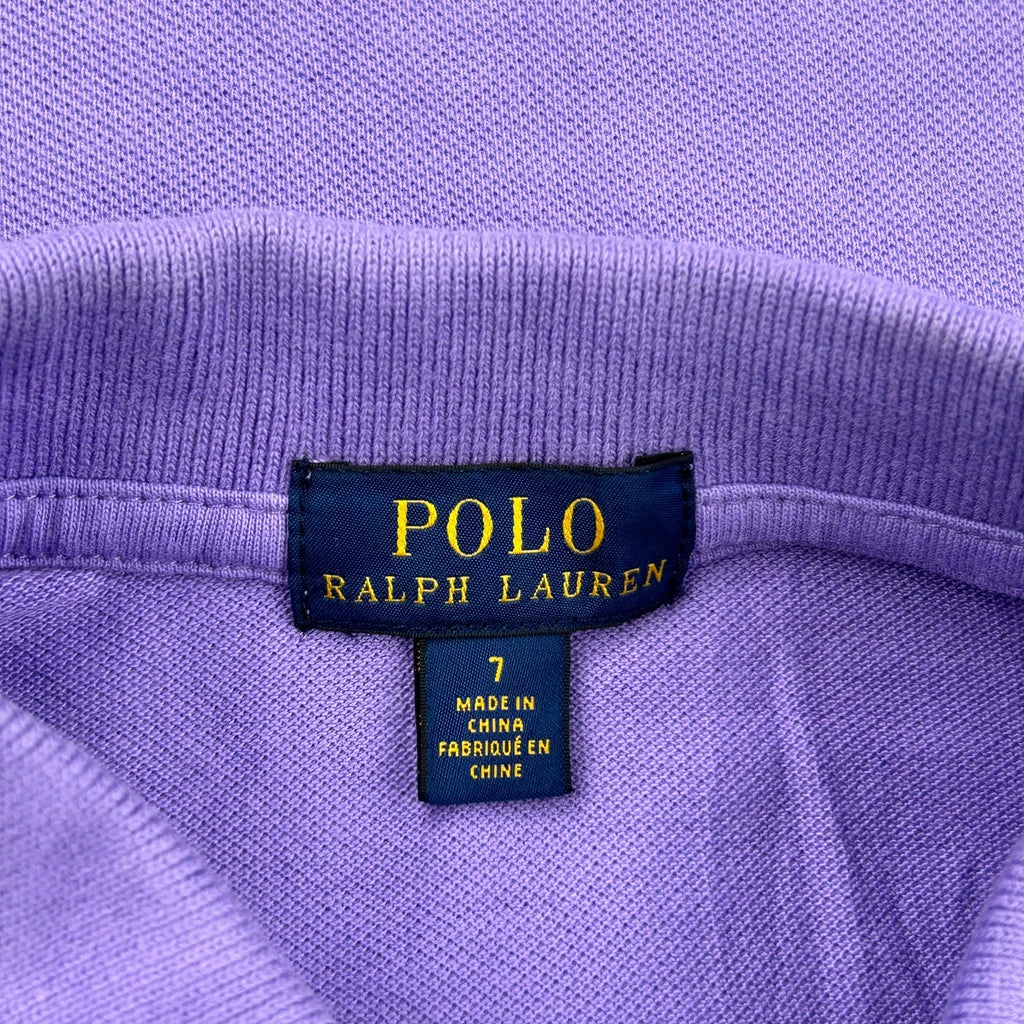 POLO
RALPH LAUREN
7
MADE IN
CHINA
FABRIQUÉ EN
CHINE